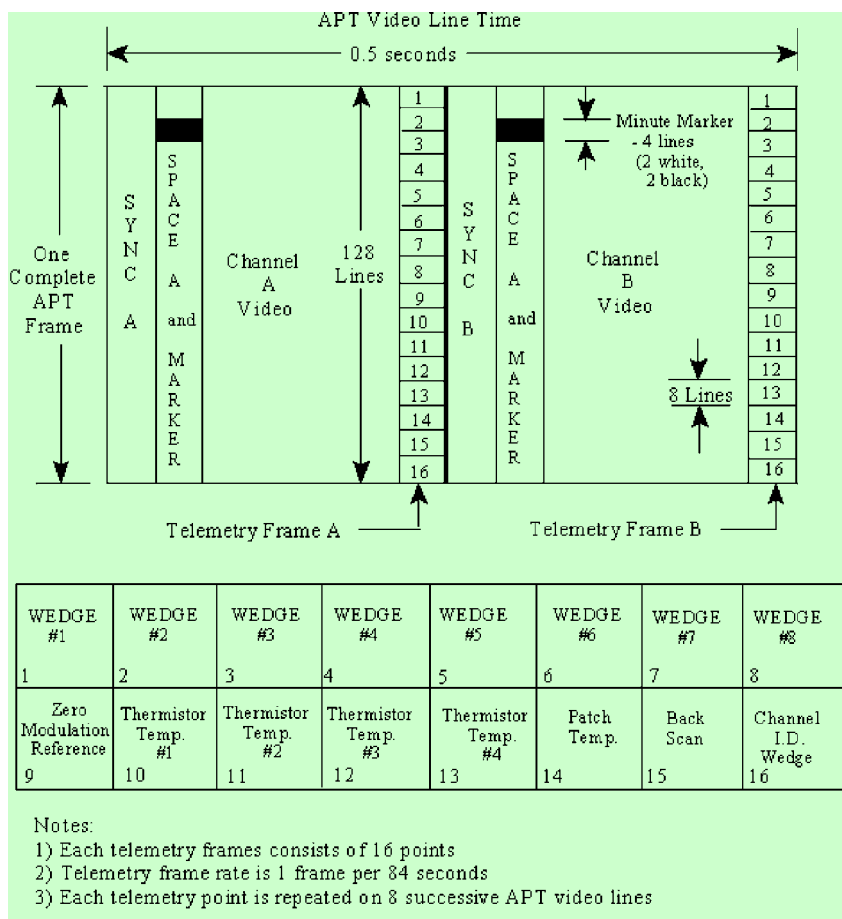 APT Video Line Time
0.5 seconds
One
Complete
APT
Frame
SYNC A
SPACE A and MARKER
Channel
A
Video
128
Lines
1
2
3
4
5
6
7
8
9
10
11
12
13
14
15
16
SYNC B
SPACE A and MARKER
Minute Marker
- 4 lines
(2 white,
2 black)
Channel
B
Video
8 Lines
1
2
3
4
5
6
7
8
9
10
11
12
13
14
15
16
Telemetry Frame A
Telemetry Frame B
WEDGE
#1
1
WEDGE
#2
2
WEDGE
#3
3
WEDGE
#4
4
WEDGE
#5
5
WEDGE
#6
6
WEDGE
#7
7
WEDGE
#8
8
Zero
Modulation
Reference
9
Thermistor
Temp.
#1
10
Thermistor
Temp.
#2
11
Thermistor
Temp.
#3
12
Thermistor
Temp.
#4
13
Patch
Temp.
14
Back
Scan
15
Channel
I.D.
Wedge
16
Notes:
1) Each telemetry frames consists of 16 points
2) Telemetry frame rate is 1 frame per 84 seconds
3) Each telemetry point is repeated on 8 successive APT video lines